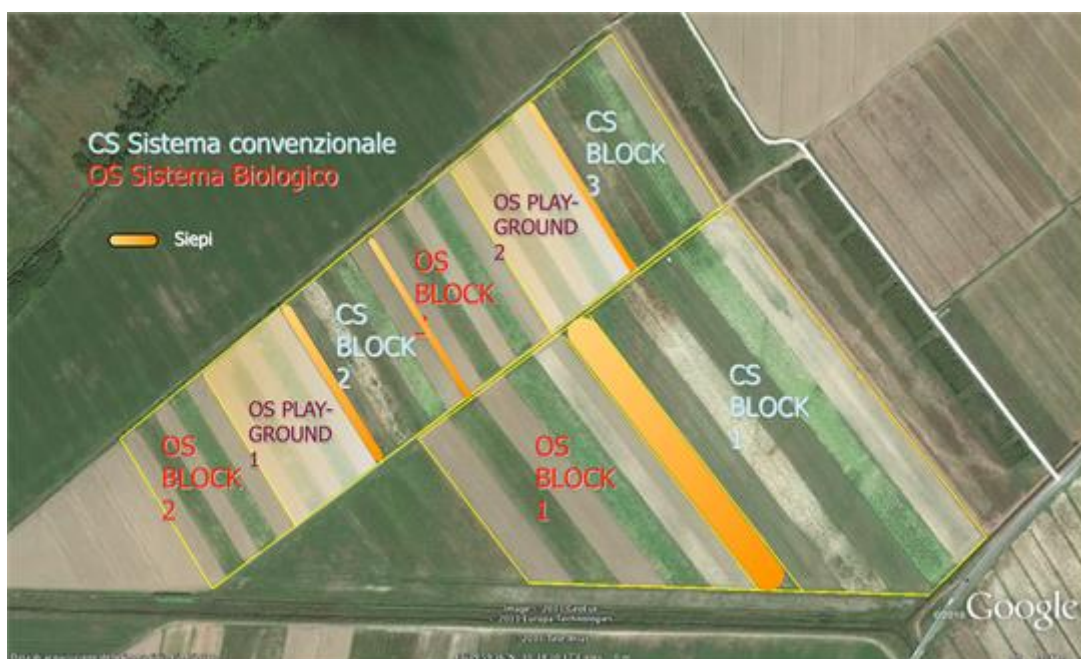 CS Sistema convenzionale
OS Sistema Biologico
Siepi
CS
BLOCK
3
OS PLAY-
GROUND
2
OS
BLOCK
CS
BLOCK
2
OS PLAY-
GROUND
1
OS
BLOCK
2
CS
BLOCK
1
OS
BLOCK
1
Google